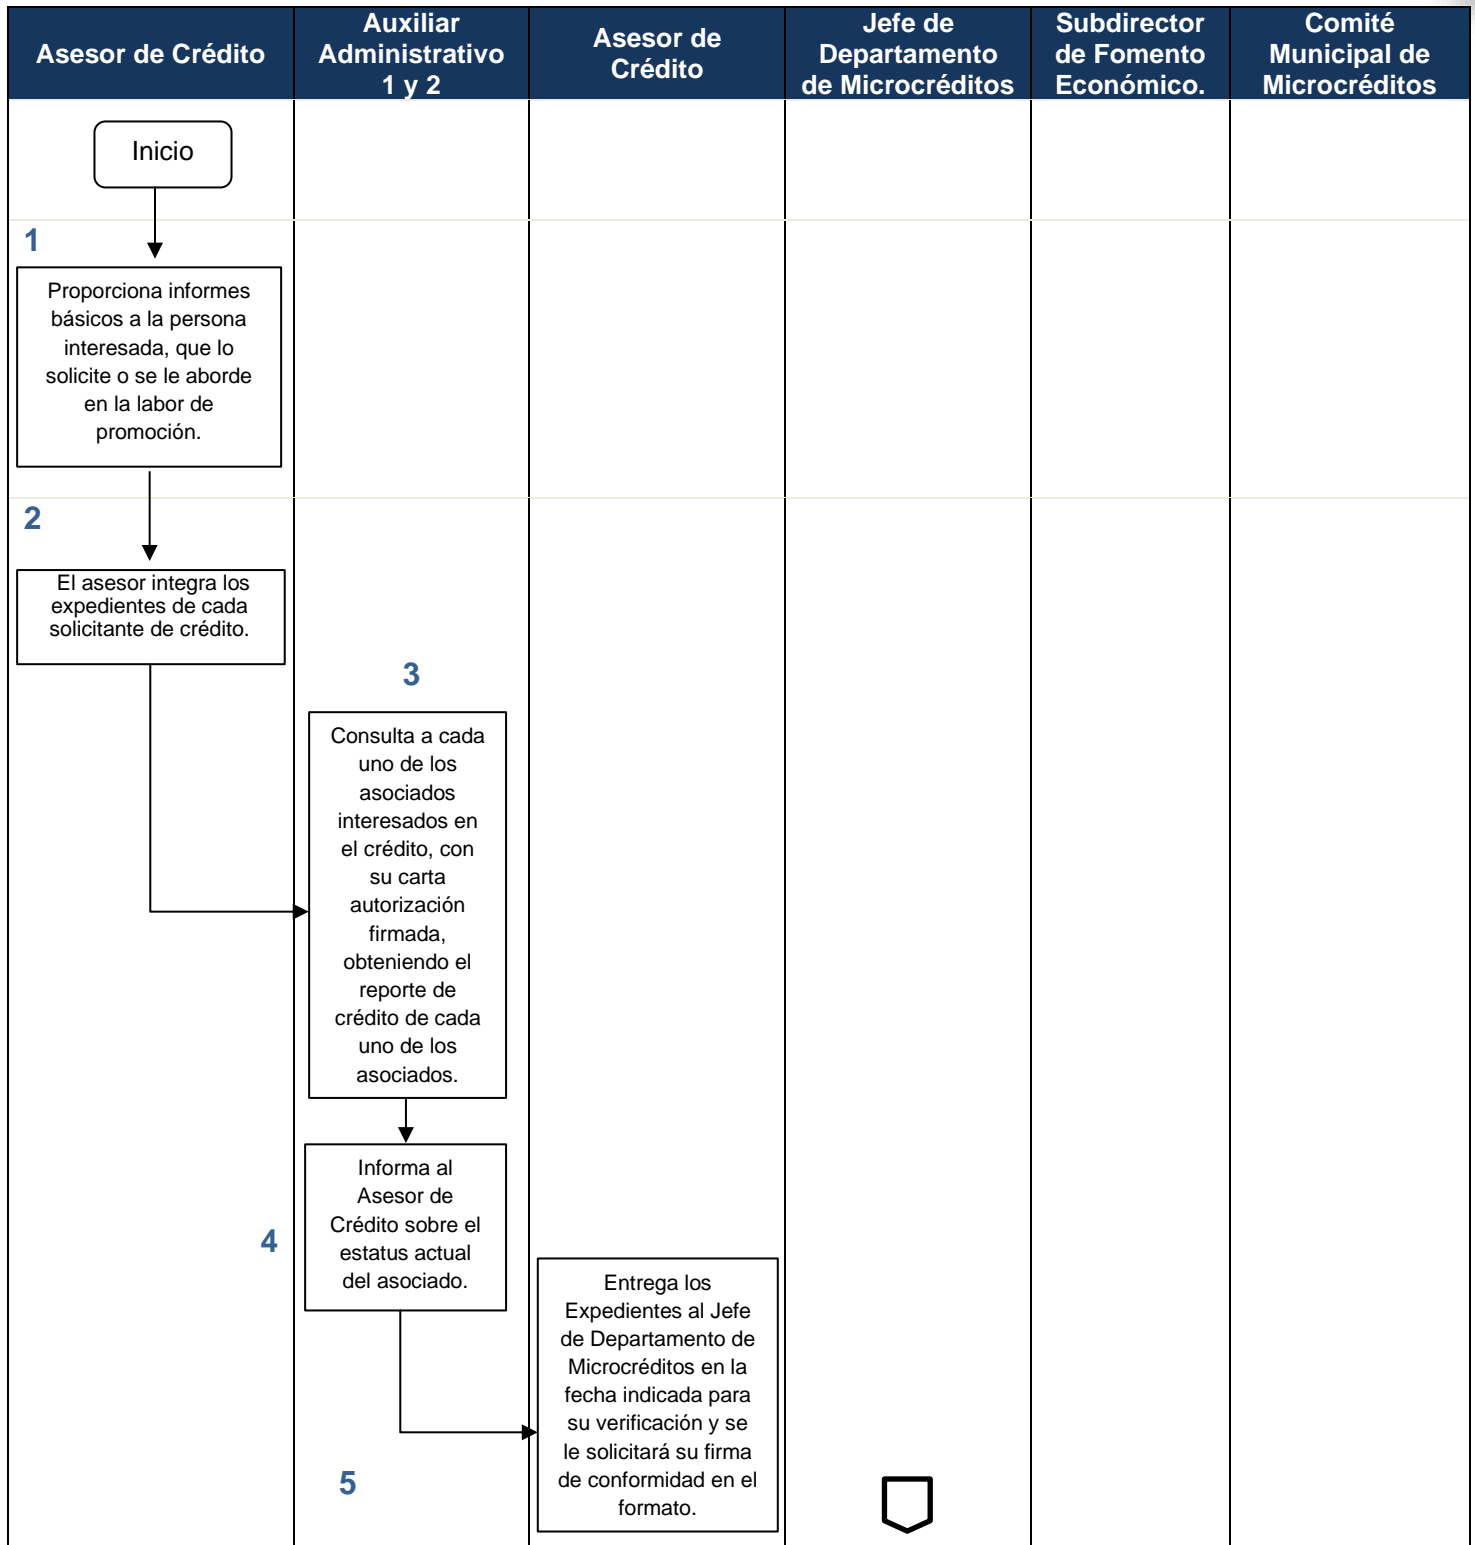 Asesor de Crédito
Auxiliar
Administrativo
1 y 2
Asesor de
Crédito
Jefe de
Departamento
de Microcréditos
Subdirector
de Fomento
Económico.
Comité
Municipal de
Microcréditos
Inicio
1
Proporciona informes
básicos a la persona
interesada, que lo
solicite o se le aborde
en la labor de
promoción.
2
El asesor integra los
expedientes de cada
solicitante de crédito.
3
Consulta a cada
uno de los
asociados
interesados en
el crédito, con
su carta
autorización
firmada,
obteniendo el
reporte de
crédito de cada
uno de los
asociados.
4
Informa al
Asesor de
Crédito sobre el
estatus actual
del asociado.
5
Entrega los
Expedientes al Jefe
de Departamento de
Microcréditos en la
fecha indicada para
su verificación y se
le solicitará su firma
de conformidad en el
formato.